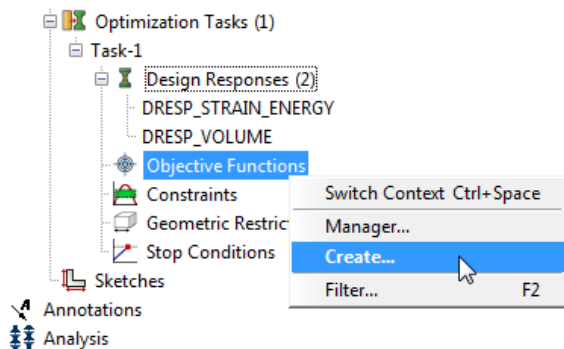 Optimization Tasks (1)
Task-1
Design Responses (2)
DRESP_STRAIN_ENERGY
DRESP_VOLUME
Objective Functions
Constraints
Switch Context Ctrl+Space
Geometric Restric
Manager...
Stop Conditions
Create...
Sketches
Filter... F2
Annotations
Analysis